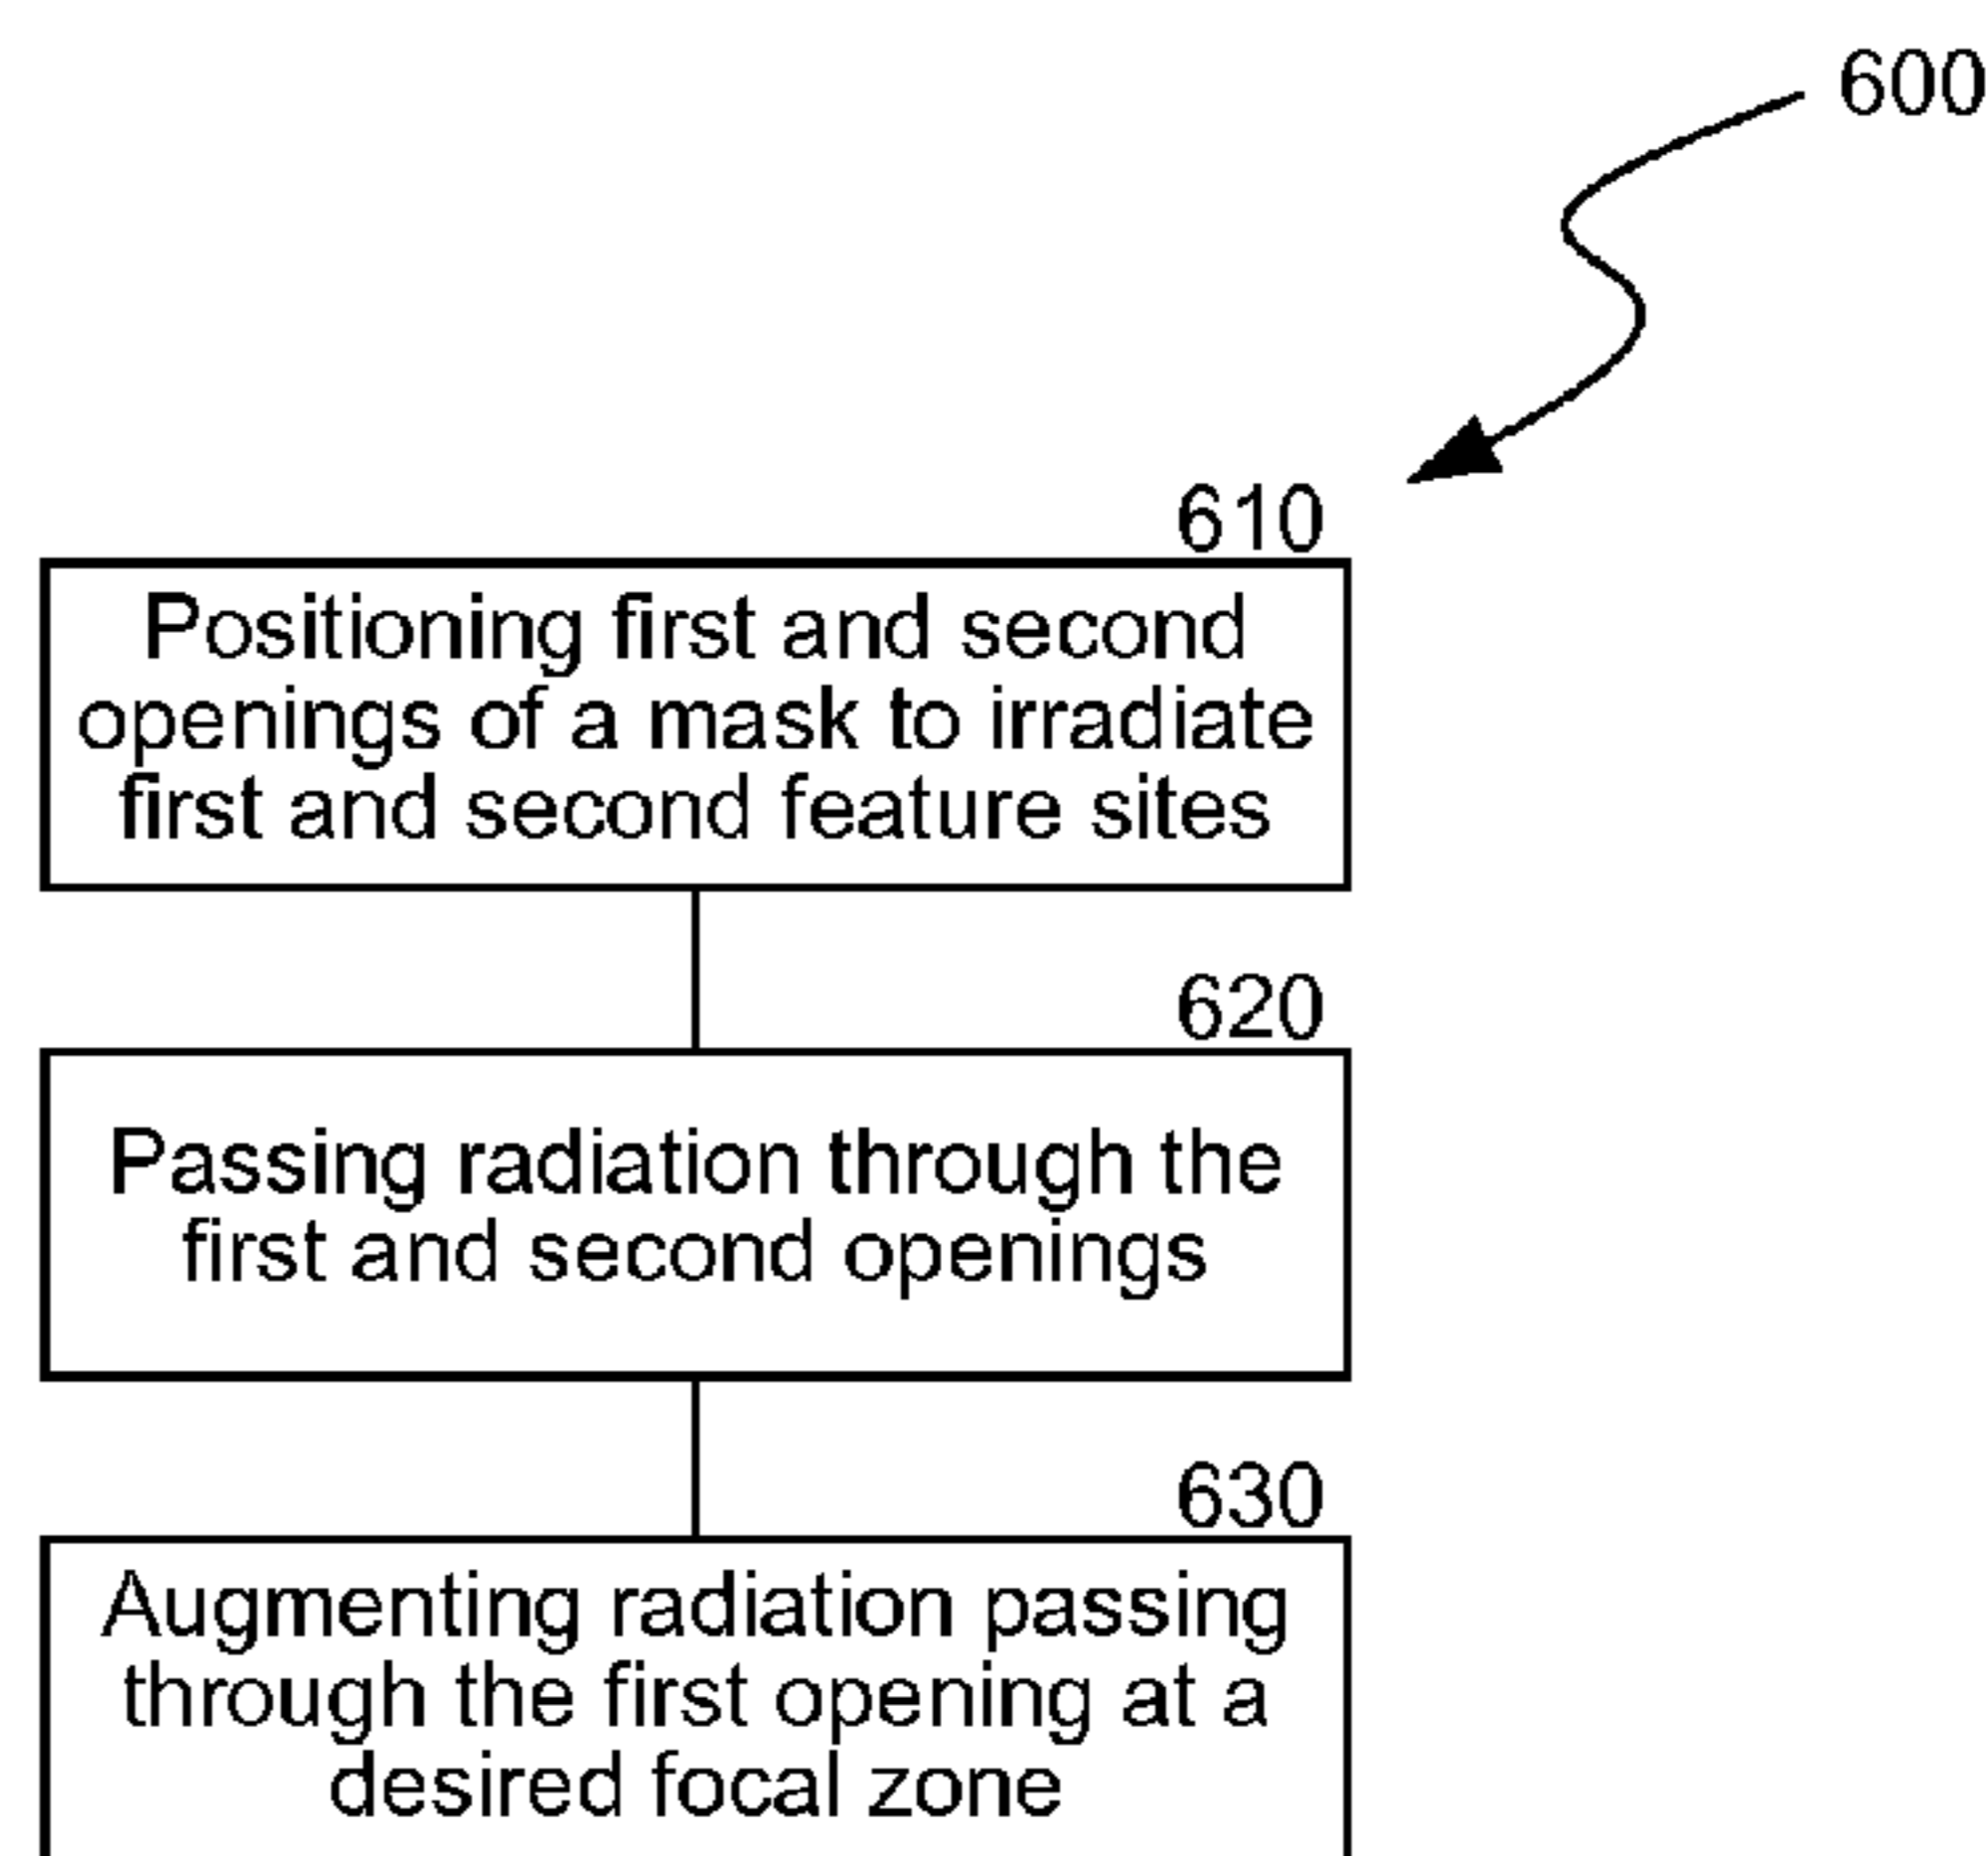 600
610
Positioning first and second
openings of a mask to irradiate
first and second feature sites
620
Passing radiation through the
first and second openings
630
Augmenting radiation passing
through the first opening at a
desired focal zone